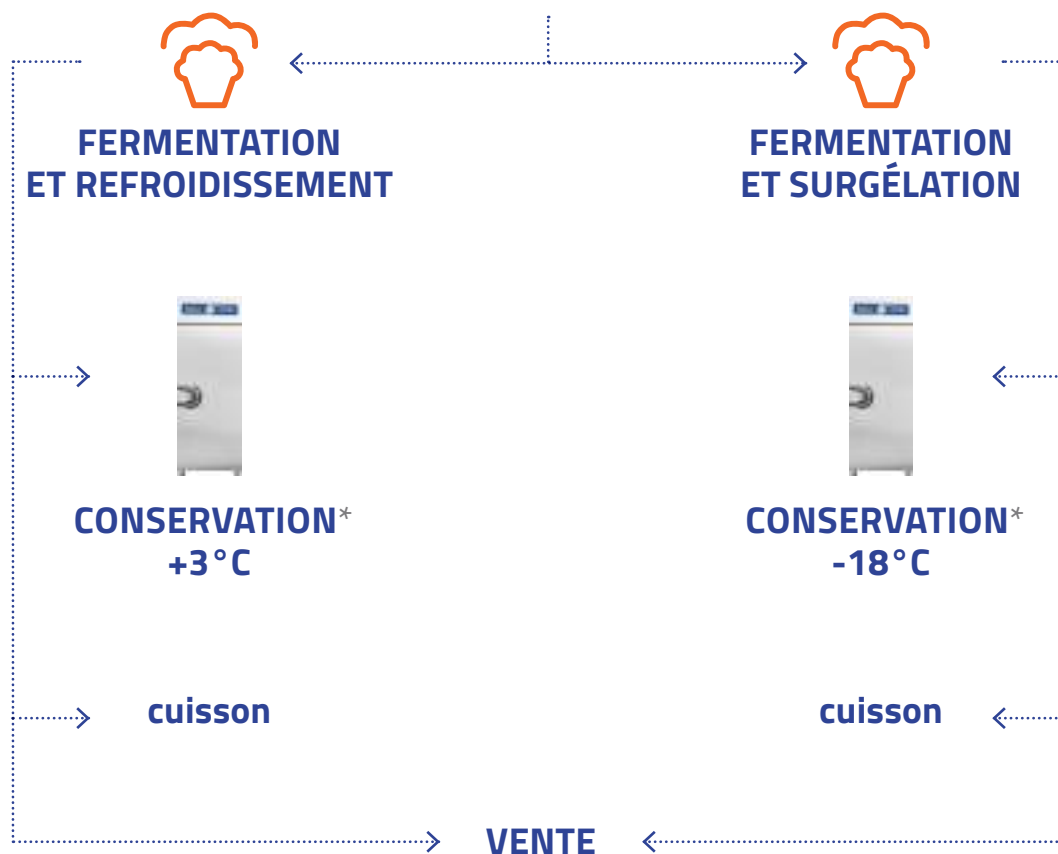 FERMENTATION
ET REFROIDISSEMENT
FERMENTATION
ET SURGÉLATION
CONSERVATION*
+3°C
CONSERVATION*
-18°C
cuisson
cuisson
VENTE